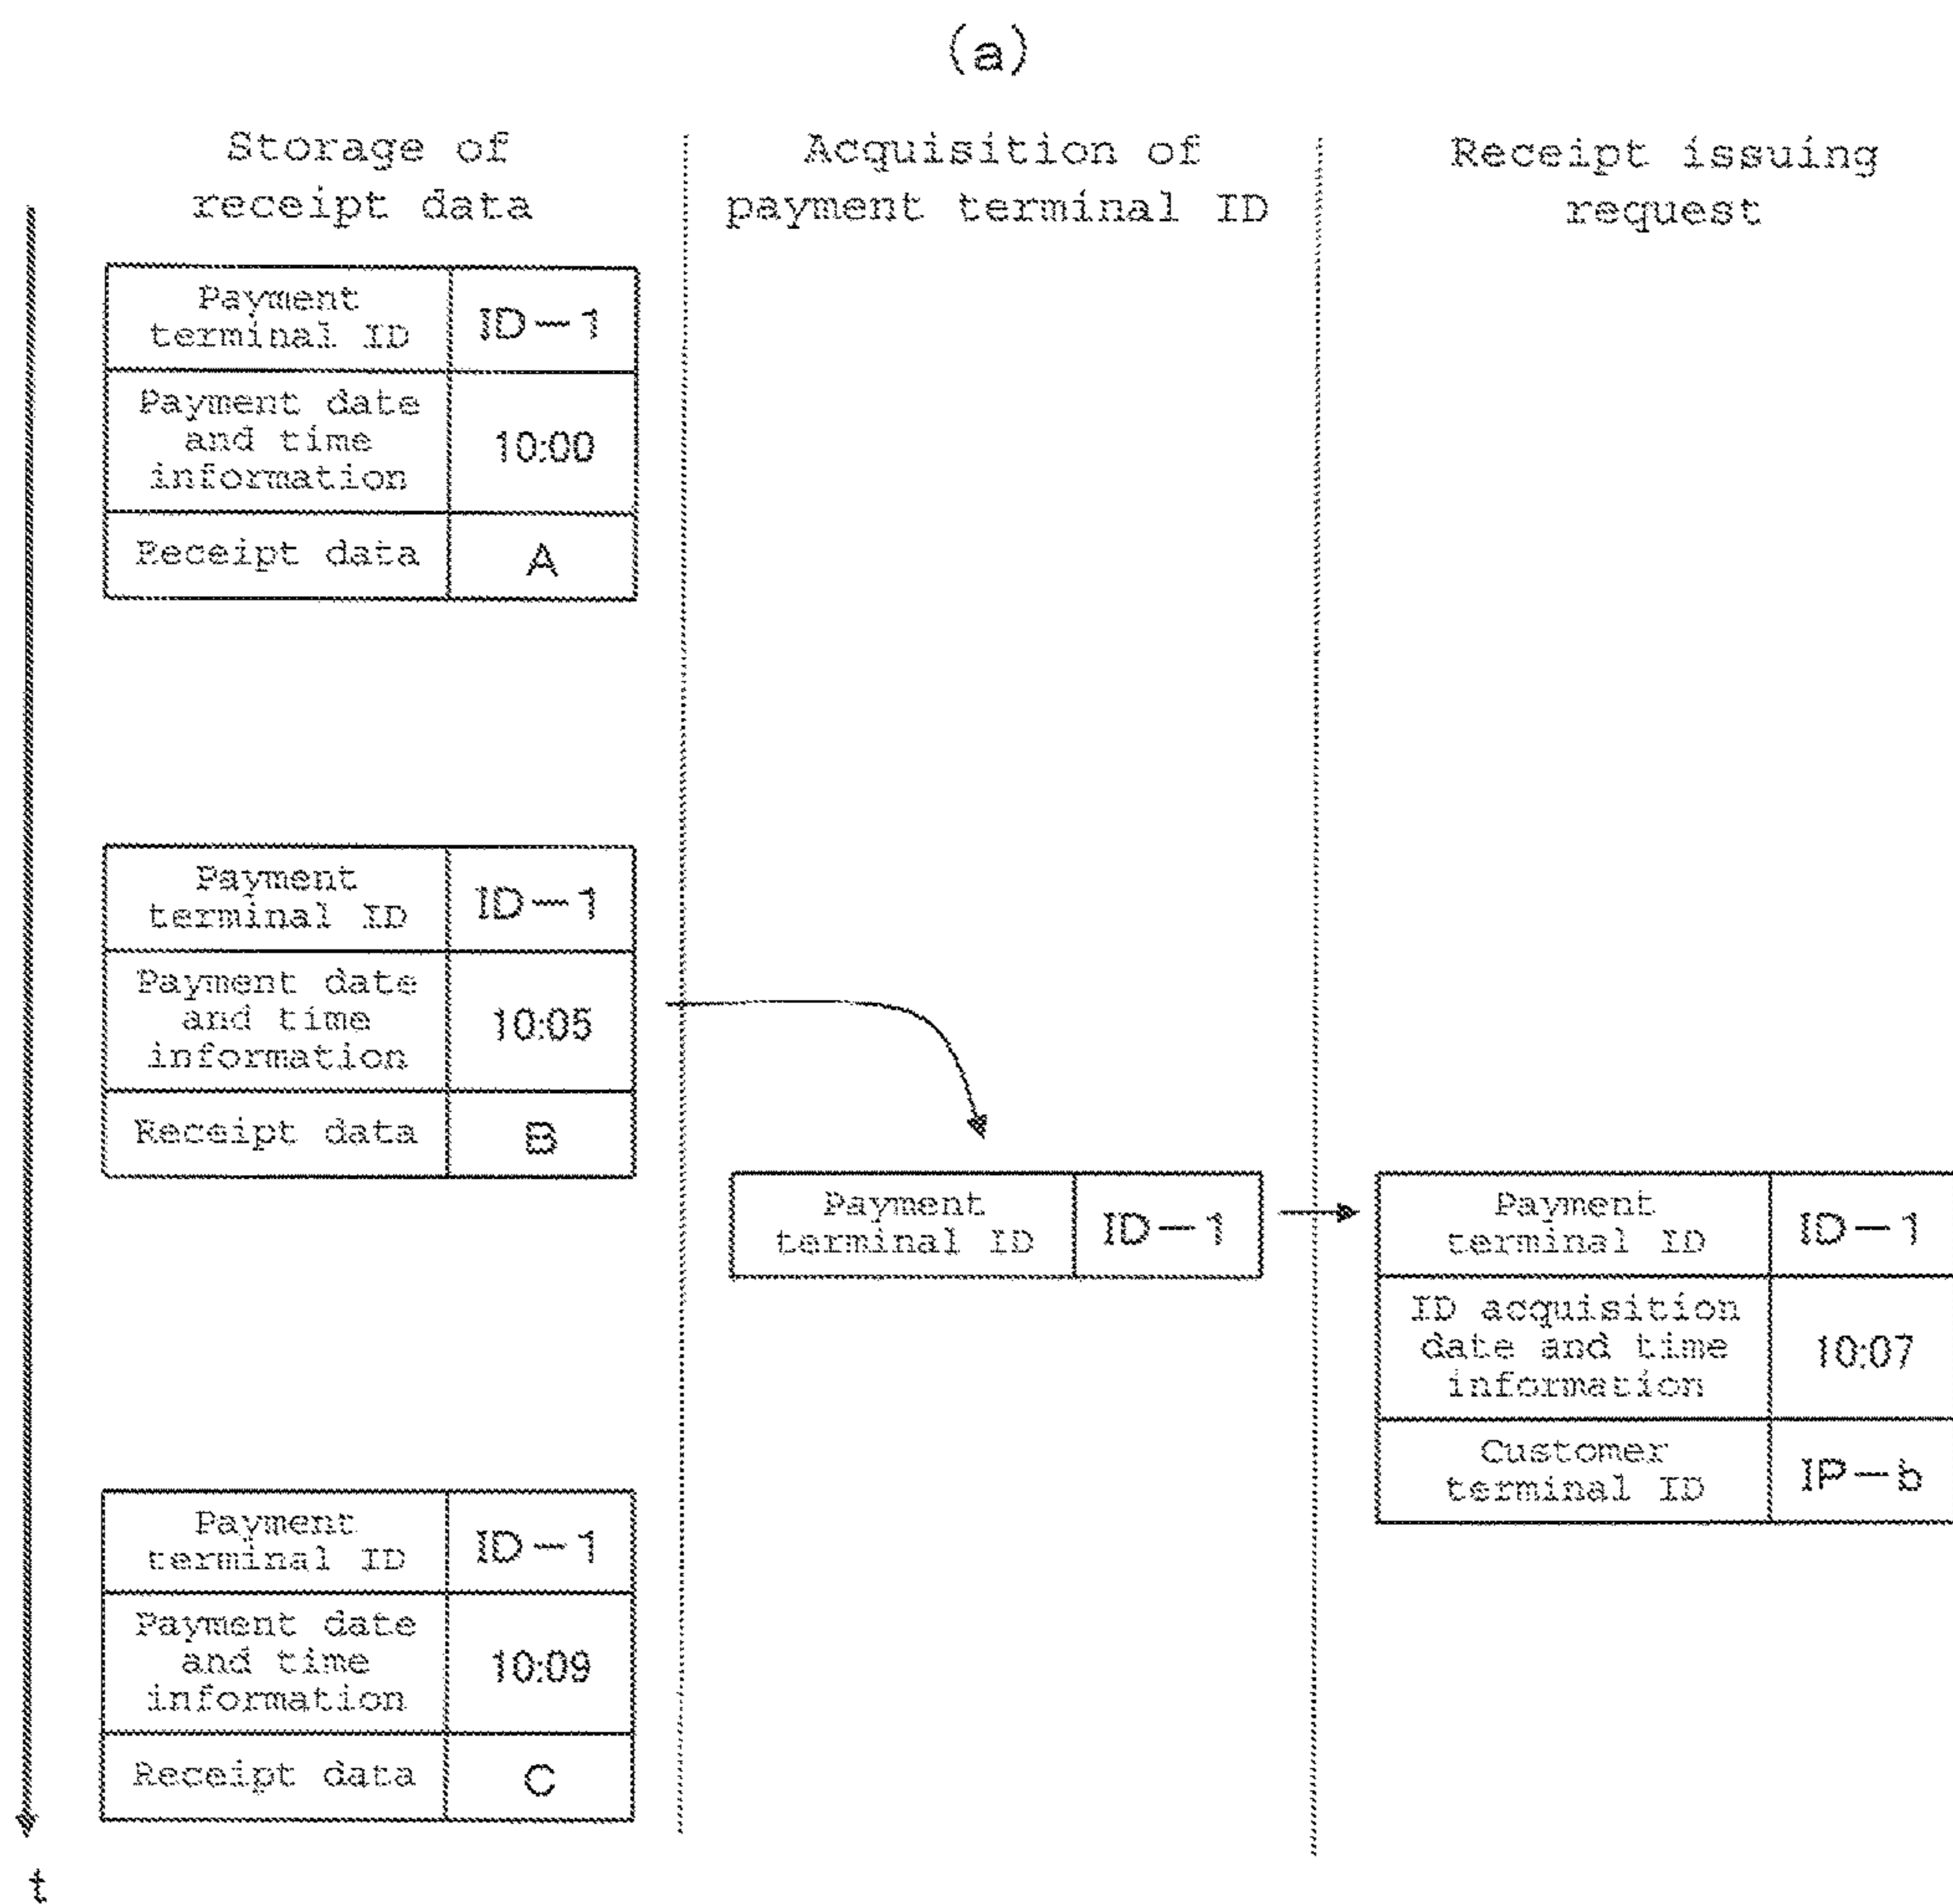 (a)
Storage of
receipt data
Acquisition of
payment terminal ID
Receipt issuing
request
Payment
terminal ID
ID-1
Payment date
and time
information
10:00
Receipt data
A
Payment
terminal ID
ID-1
Payment date
and time
information
10:05
Receipt data
B
Payment
terminal ID
ID-1
Payment
terminal ID
ID-1
ID acquisition
date and time
information
10:07
Customer
terminal ID
IP-b
Payment
terminal ID
ID-1
Payment date
and time
information
10:09
Receipt data
C
t